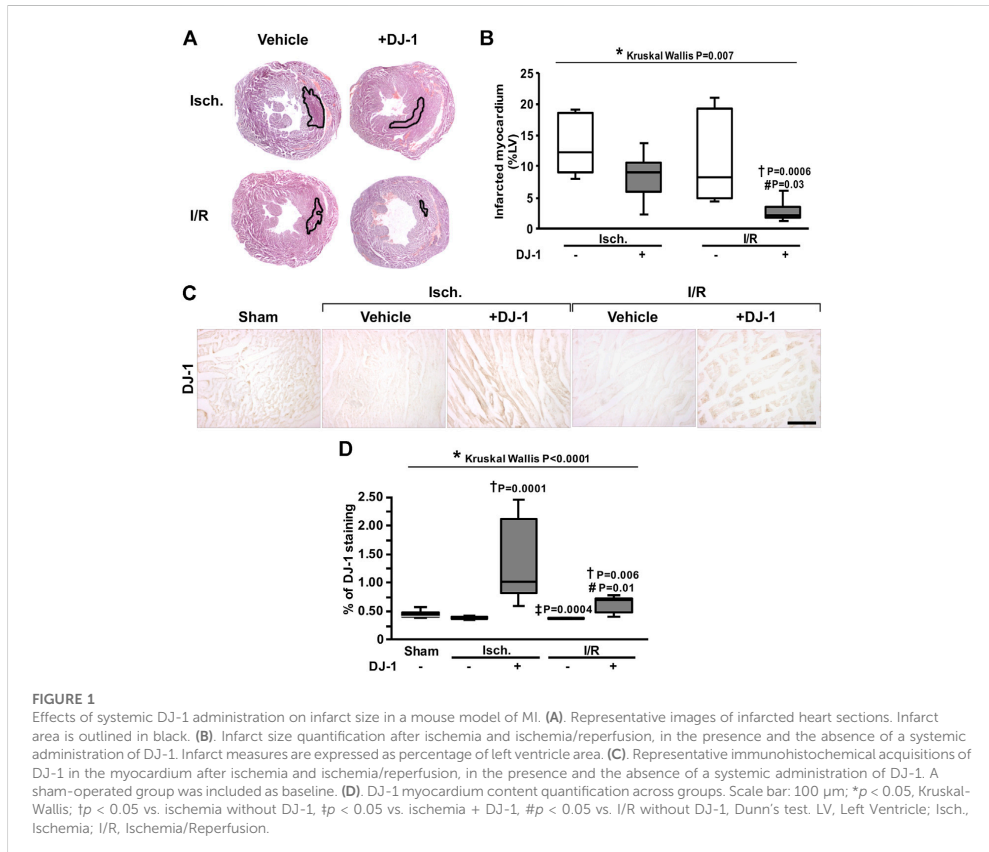 A
Vehicle +DJ-1
Isch.
I/R
B
* Kruskal Wallis P=0.007
Infarcted myocardium
(%LV)
25
20
15
10
5
0
† P=0.0006
#P=0.03
Isch. I/R
DJ-1 - + - +
C
Isch. I/R
Sham Vehicle +DJ-1 Vehicle +DJ-1
DJ-1
D
* Kruskal Wallis P<0.0001
% of DJ-1 staining
2.50
2.00
1.50
1.00
0.50
0
†P=0.0001
‡P=0.0004
† P=0.006
# P=0.01
Sham Isch. I/R
DJ-1 - - + - +
FIGURE 1
Effects of systemic DJ-1 administration on infarct size in a mouse model of MI. (A). Representative images of infarcted heart sections. Infarct
area is outlined in black. (B). Infarct size quantification after ischemia and ischemia/reperfusion, in the presence and the absence of a systemic
administration of DJ-1. Infarct measures are expressed as percentage of left ventricle area. (C). Representative immunohistochemical acquisitions of
DJ-1 in the myocardium after ischemia and ischemia/reperfusion, in the presence and the absence of a systemic administration of DJ-1. A
sham-operated group was included as baseline. (D). DJ-1 myocardium content quantification across groups. Scale bar: 100 μm; *p < 0.05, Kruskal-
Wallis; †p < 0.05 vs. ischemia without DJ-1, ‡p < 0.05 vs. ischemia + DJ-1, #p < 0.05 vs. I/R without DJ-1, Dunn's test. LV, Left Ventricle; Isch.,
Ischemia; I/R, Ischemia/Reperfusion.